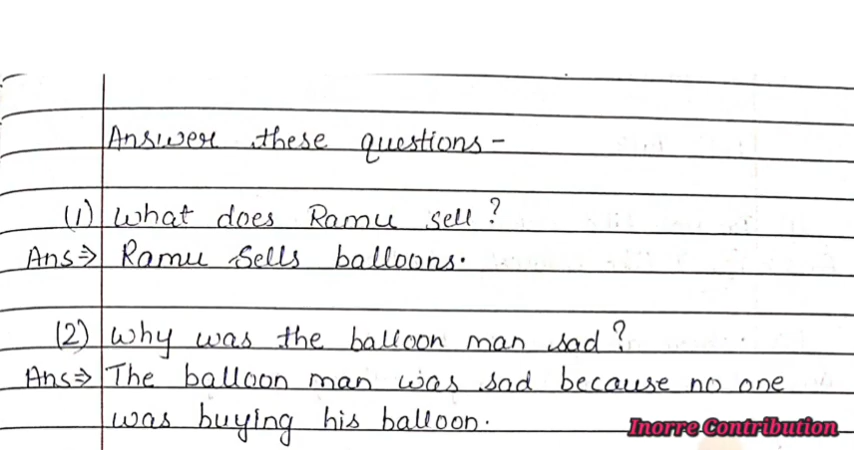 Answer these questions -
(1) What does Ramu sell?
Ans⇒ Ramu Sells balloons.
(2) Why was the balloon man sad?
Ans⇒ The balloon man was sad because no one
was buying his balloon.
Inorre Contribution